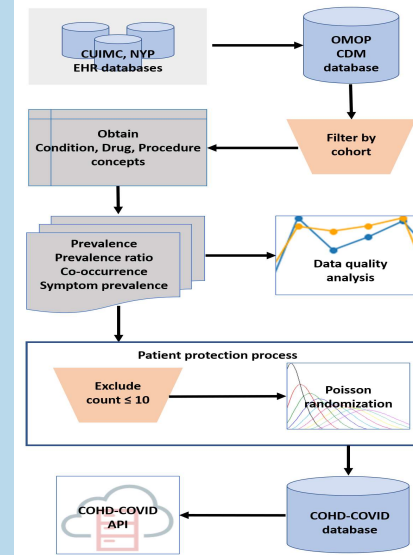 CUIMC, NYP
EHR databases
OMOP
CDM
database
Filter by
cohort
Obtain
Condition, Drug, Procedure
concepts
Prevalence
Prevalence ratio
Co-occurrence
Symptom prevalence
Data quality
analysis
Patient protection process
Exclude
count ≤ 10
Poisson
randomization
COHD-COVID
database
COHD-COVID
API